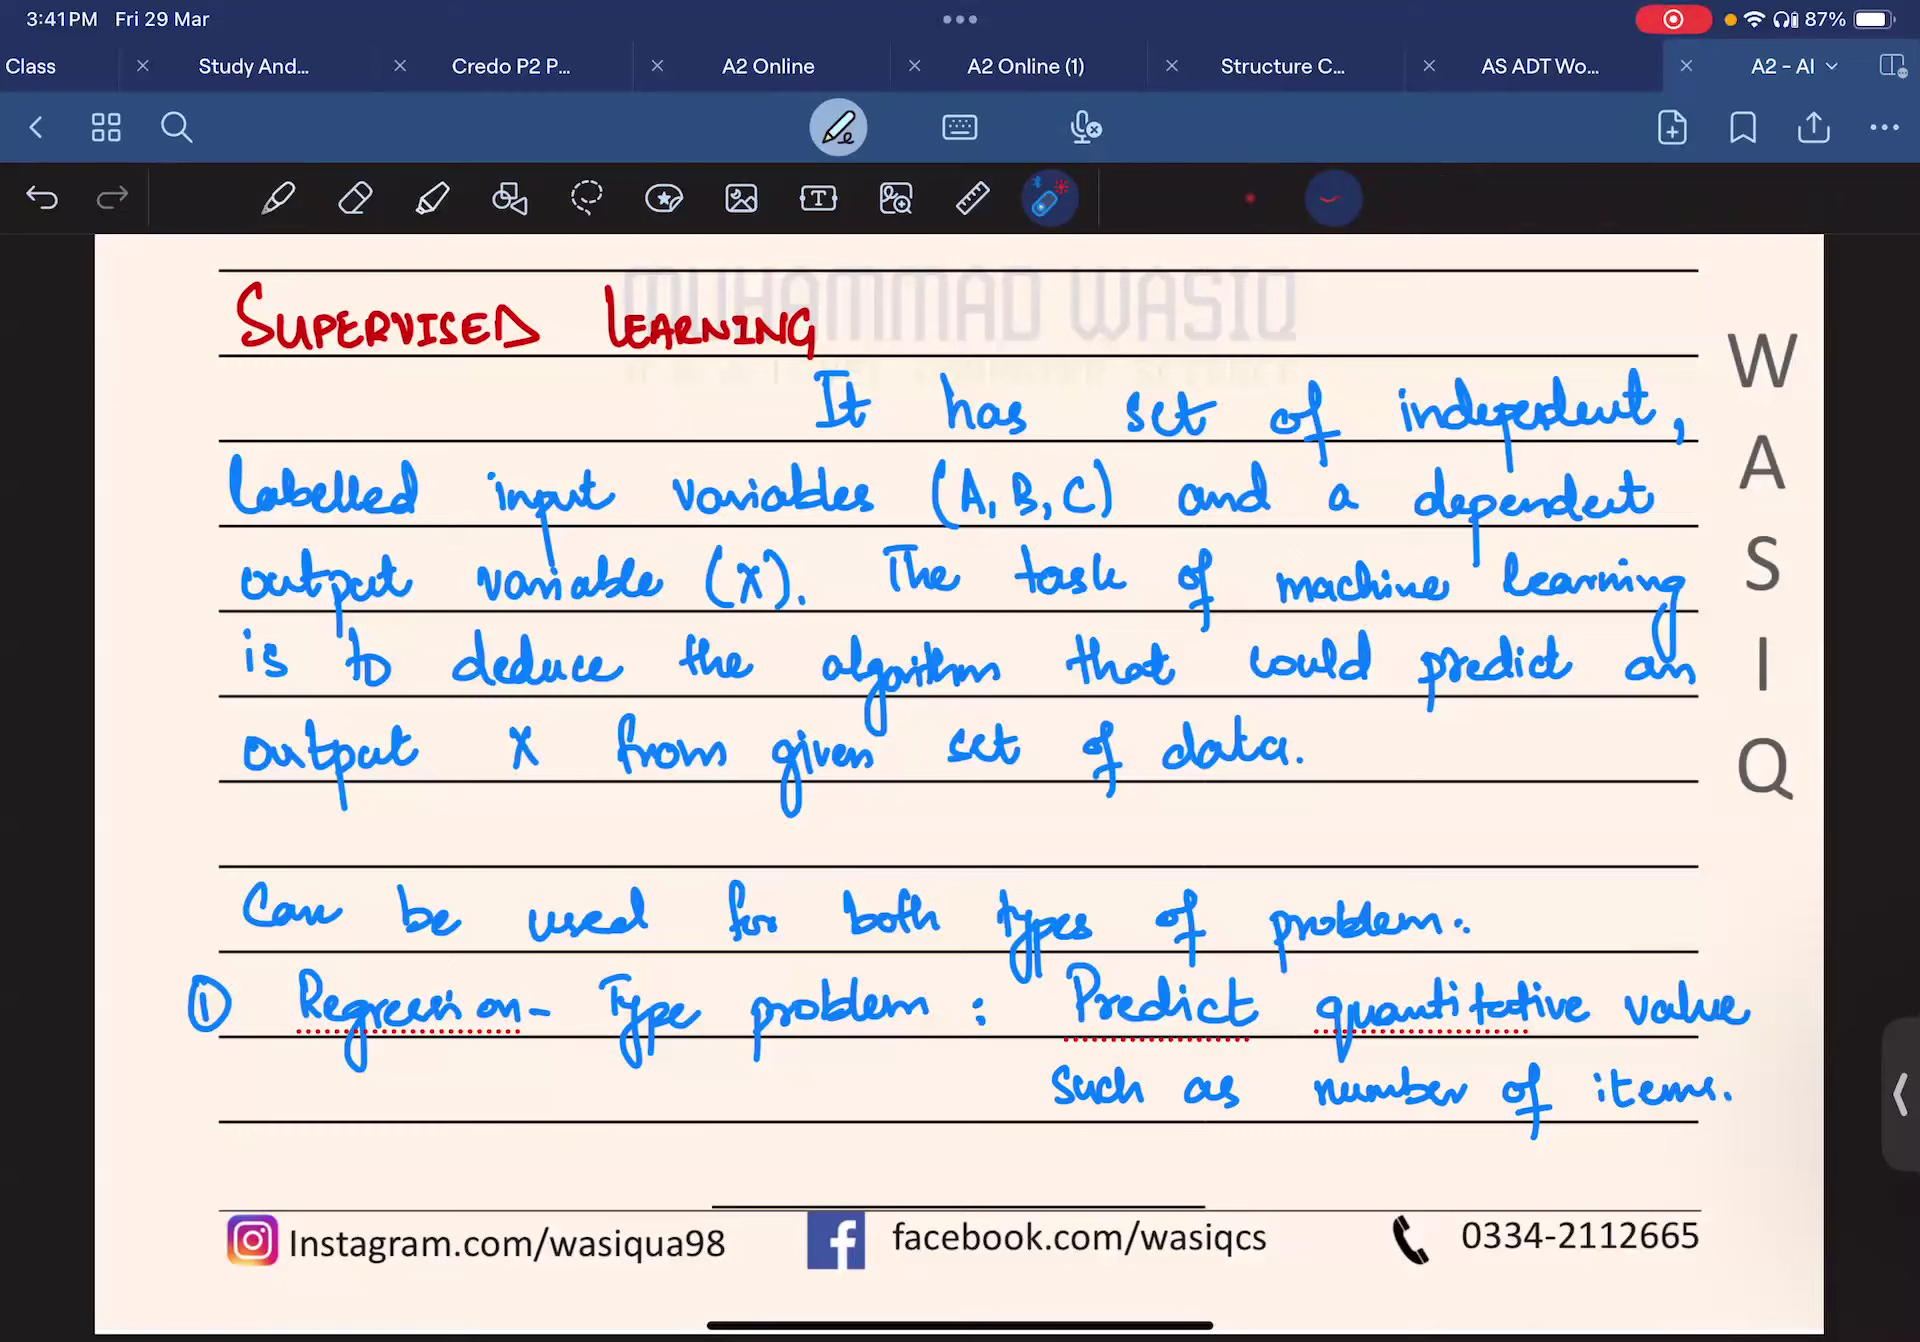 3:41 PM Fri 29 Mar
87%
Class
Study And...
Credo P2 P...
A2 Online
A2 Online (1)
Structure C...
AS ADT Wo...
A2 - AI
MUHAMMAD WASIQ
SUPERVISED LEARNING
It has set of independent,
labelled input variables (A, B, C) and a dependent
output variable (X). The task of machine learning
is to deduce the algorithm that could predict an
output X from given set of data.
Can be used for both types of problem:
① Regression - Type problem : Predict quantitative value
such as number of items.
W
A
S
I
Q
Instagram.com/wasiqua98
facebook.com/wasiqcs
0334-2112665